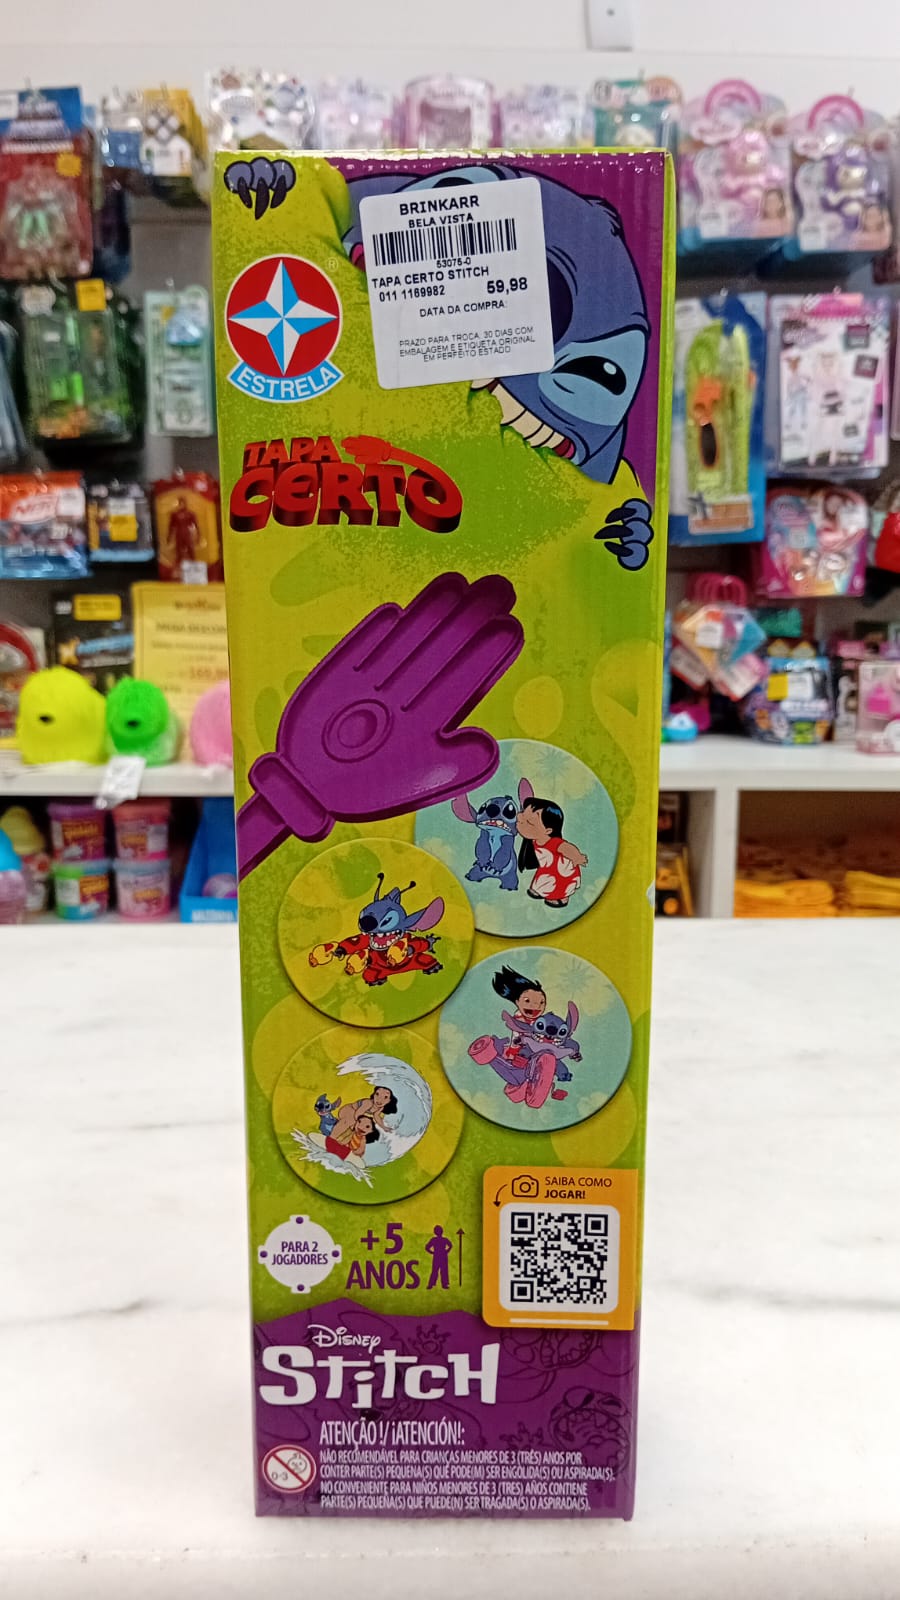 BRINKARR
BELA VISTA
53075-0
TAPA CERTO STITCH
011 1169982 59,98
DATA DA COMPRA:
PRAZO PARA TROCA, 30 DIAS COM
EMBALAGEM E ETIQUETA ORIGINAL
EM PERFEITO ESTADO
ESTRELA
®
TAPA
CERTO
SAIBA COMO
JOGAR!
PARA 2
JOGADORES
+5
ANOS
Disney
Stitch
ATENÇÃO!/¡ATENCIÓN!:
0-3
NÃO RECOMENDÁVEL PARA CRIANÇAS MENORES DE 3 (TRÊS) ANOS POR
CONTER PARTE(S) PEQUENA(S) QUE PODE(M) SER ENGOLIDA(S) OU ASPIRADA(S).
NO CONVENIENTE PARA NIÑOS MENORES DE 3 (TRES) AÑOS CONTIENE
PARTE(S) PEQUEÑA(S) QUE PUEDE(N) SER TRAGADA(S) O ASPIRADA(S).